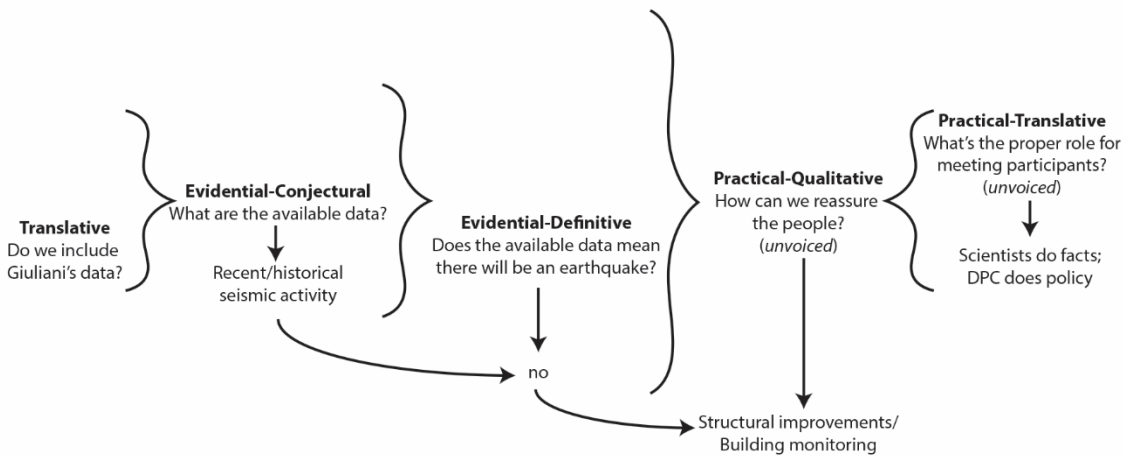 Translative
Do we include
Giuliani's data?
Evidential-Conjectural
What are the available data?
Recent/historical
seismic activity
Evidential-Definitive
Does the available data mean
there will be an earthquake?
no
Practical-Qualitative
How can we reassure
the people?
(unvoiced)
Structural improvements/
Building monitoring
Practical-Translative
What's the proper role for
meeting participants?
(unvoiced)
Scientists do facts;
DPC does policy